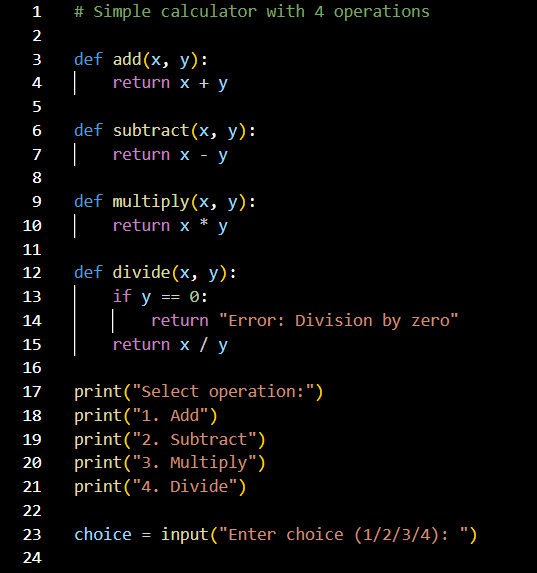 1 # Simple calculator with 4 operations
2
3 def add(x, y):
4     return x + y
5
6 def subtract(x, y):
7     return x - y
8
9 def multiply(x, y):
10     return x * y
11
12 def divide(x, y):
13     if y == 0:
14         return "Error: Division by zero"
15     return x / y
16
17 print("Select operation:")
18 print("1. Add")
19 print("2. Subtract")
20 print("3. Multiply")
21 print("4. Divide")
22
23 choice = input("Enter choice (1/2/3/4): ")
24